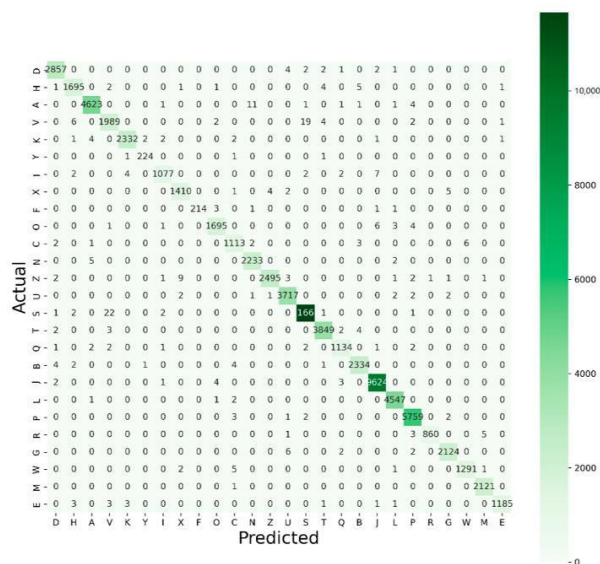 D 2857 0 0 0 0 0 0 0 0 0 0 0 0 4 2 2 1 0 2 1 0 0 0 0 0 0
H 1 1695 0 2 0 0 0 1 0 1 0 0 0 0 0 4 0 5 0 0 0 0 0 0 0 1
10,000
A 0 0 4623 0 0 0 1 0 0 0 0 11 0 0 1 0 1 1 0 1 4 0 0 0 0 0
V 0 6 0 1989 0 0 0 0 0 2 0 0 0 0 19 4 0 0 0 0 2 0 0 0 0 1
K 0 1 4 0 2332 2 2 0 0 0 2 0 0 0 0 0 0 0 1 0 0 0 0 0 0 1
Y 0 0 0 0 1 224 0 0 0 0 1 0 0 0 0 1 0 0 0 0 0 0 0 0 0 0
I 0 2 0 0 4 0 1077 0 0 0 0 0 0 0 2 0 2 0 7 0 0 0 0 0 0 0
X 0 0 0 0 0 0 0 1410 0 0 1 0 4 2 0 0 0 0 0 0 0 0 5 0 0 0
8000
F 0 0 0 0 0 0 0 0 214 3 0 1 0 0 0 0 0 0 1 1 0 0 0 0 0 0
O 0 0 0 1 0 0 1 0 0 1695 0 0 0 0 0 0 0 0 6 3 4 0 0 0 0 0
C 2 0 1 0 0 0 0 0 0 0 1113 2 0 0 0 0 0 3 0 0 0 0 0 6 0 0
N 0 0 5 0 0 0 0 0 0 0 0 2233 0 0 0 0 0 0 0 2 0 0 0 0 0 0
Z 2 0 0 0 0 0 1 9 0 0 0 0 2495 3 0 0 0 0 0 1 2 1 1 0 1 0
6000
U 0 0 0 0 0 0 0 2 0 0 0 1 1 3717 0 0 0 0 0 2 2 0 0 0 0 0
S 1 2 0 22 0 0 2 0 0 0 0 0 0 0 166 1 0 0 0 0 1 0 0 0 0 0
T 2 0 0 3 0 0 0 0 0 0 0 0 0 0 0 3849 2 4 0 0 0 0 0 0 0 0
Q 1 0 2 2 0 0 1 0 0 0 0 0 0 0 2 0 1134 0 1 0 2 0 0 0 0 0
B 4 2 0 0 0 1 0 0 0 0 4 0 0 0 0 1 0 2334 0 0 0 0 0 0 0 0
4000
J 2 0 0 0 0 0 1 0 0 4 0 0 0 0 0 0 3 0 9624 0 0 0 0 0 0 0
L 0 0 1 0 0 0 0 0 0 1 2 0 0 0 0 0 0 0 0 4547 0 0 0 0 0 0
P 0 0 0 0 0 0 0 0 0 0 3 0 0 1 2 0 0 0 0 0 5759 0 2 0 0 0
R 0 0 0 0 0 0 0 0 0 0 0 0 0 1 0 0 0 0 0 0 3 860 0 0 5 0
G 0 0 0 0 0 0 0 0 0 0 0 0 0 6 0 0 2 0 0 0 2 0 2124 0 0 0
2000
W 0 0 0 0 0 0 0 2 0 0 5 0 0 0 0 0 0 0 0 1 0 0 0 1291 1 0
M 0 0 0 0 0 0 0 0 0 0 1 0 0 0 0 0 0 0 0 0 0 0 0 0 2121 0
E 0 3 0 3 3 0 0 0 0 0 0 0 0 0 0 1 0 0 1 1 0 0 0 0 0 1185
D H A V K Y I X F O C N Z U S T Q B J L P R G W M E
Actual
Predicted
0